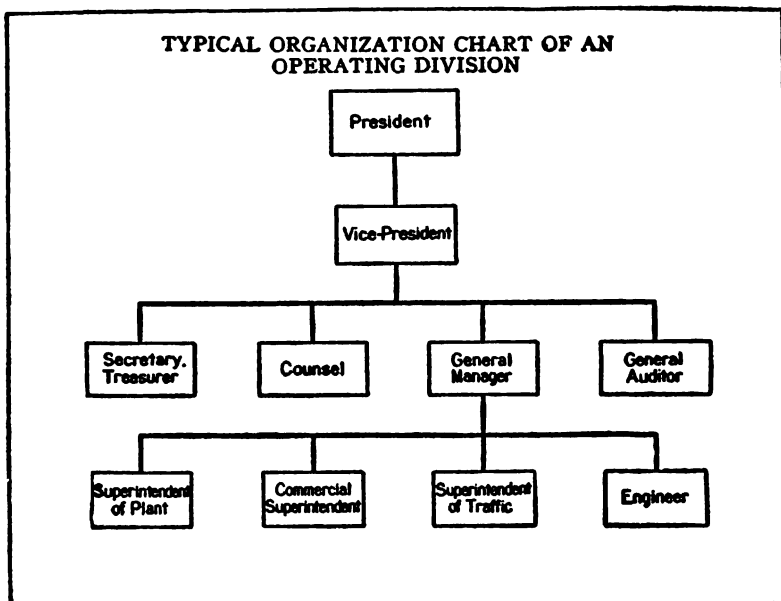 TYPICAL ORGANIZATION CHART OF AN
OPERATING DIVISION
President
Vice-President
Secretary.
Treasurer
Counsel
General
Manager
General
Auditor
Superintendent
of Plant
Commercial
Superintendent
Superintendent
of Traffic
Engineer